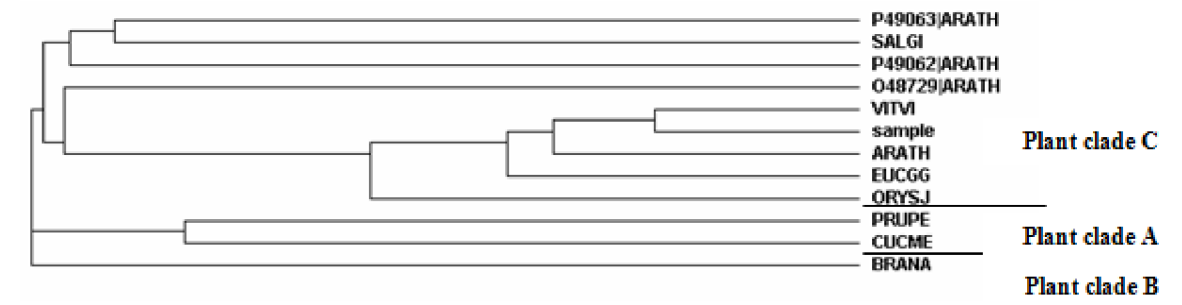 P49063|ARATH
SALGI
P49062|ARATH
O48729|ARATH
VITVI
sample
ARATH
EUCGG
ORYSJ
PRUPE
CUCME
BRANA
Plant clade C
Plant clade A
Plant clade B